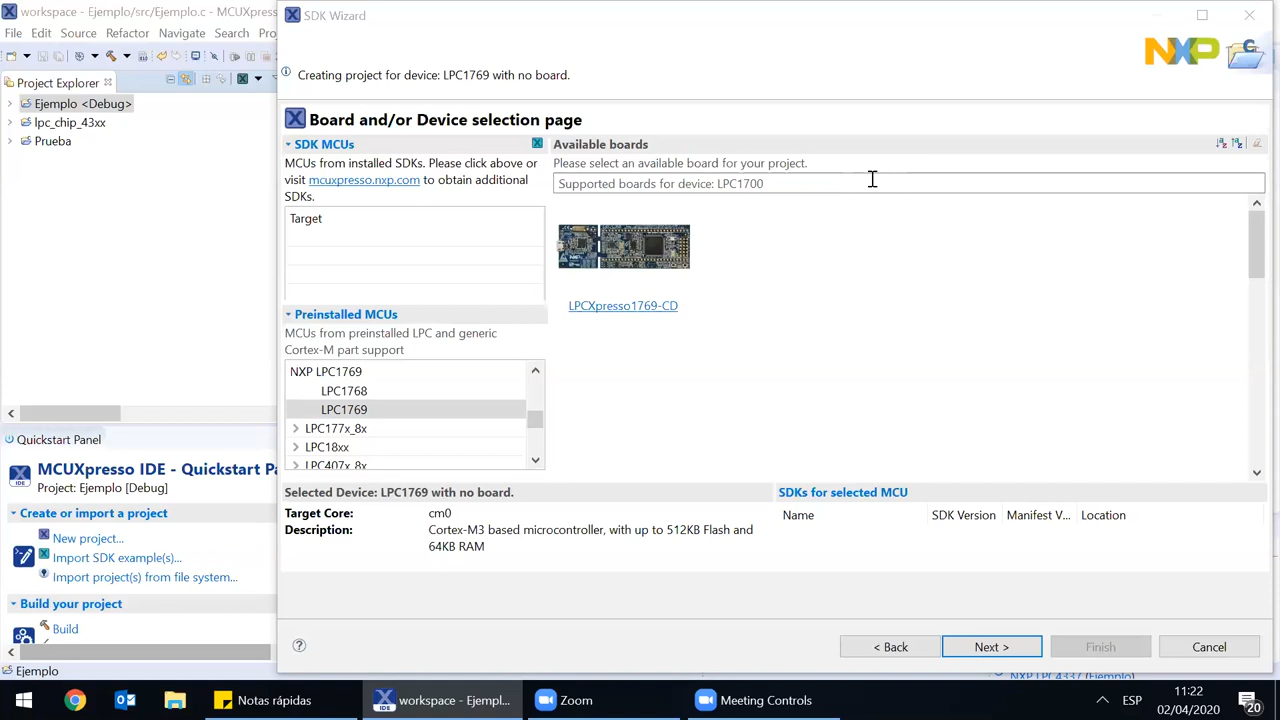 workspace - Ejemplo/src/Ejemplo.c - MCUXpres
File Edit Source Refactor Navigate Search Pro
Project Explorer
Ejemplo <Debug>
lpc_chip_43xx
Prueba
Quickstart Panel
IDE
MCUXpresso IDE - Quickstart Pa
Project: Ejemplo [Debug]
Create or import a project
New project...
Import SDK example(s)...
Import project(s) from file system...
Build your project
Build
Ejemplo
SDK Wizard
NXP
Creating project for device: LPC1769 with no board.
Board and/or Device selection page
SDK MCUs
MCUs from installed SDKs. Please click above or
visit mcuxpresso.nxp.com to obtain additional
SDKs.
Target
Preinstalled MCUs
MCUs from preinstalled LPC and generic
Cortex-M part support
NXP LPC1769
LPC1768
LPC1769
LPC177x_8x
LPC18xx
LPC407x_8x
Available boards
Please select an available board for your project.
Supported boards for device: LPC1700
LPCXpresso1769-CD
Selected Device: LPC1769 with no board.
Target Core: cm0
Description: Cortex-M3 based microcontroller, with up to 512KB Flash and
64KB RAM
SDKs for selected MCU
Name SDK Version Manifest V... Location
< Back
Next >
Finish
Cancel
NXP LPC4337 (Ejemplo)
Notas rápidas
workspace - Ejempl...
Zoom
Meeting Controls
ESP
11:22
02/04/2020
20